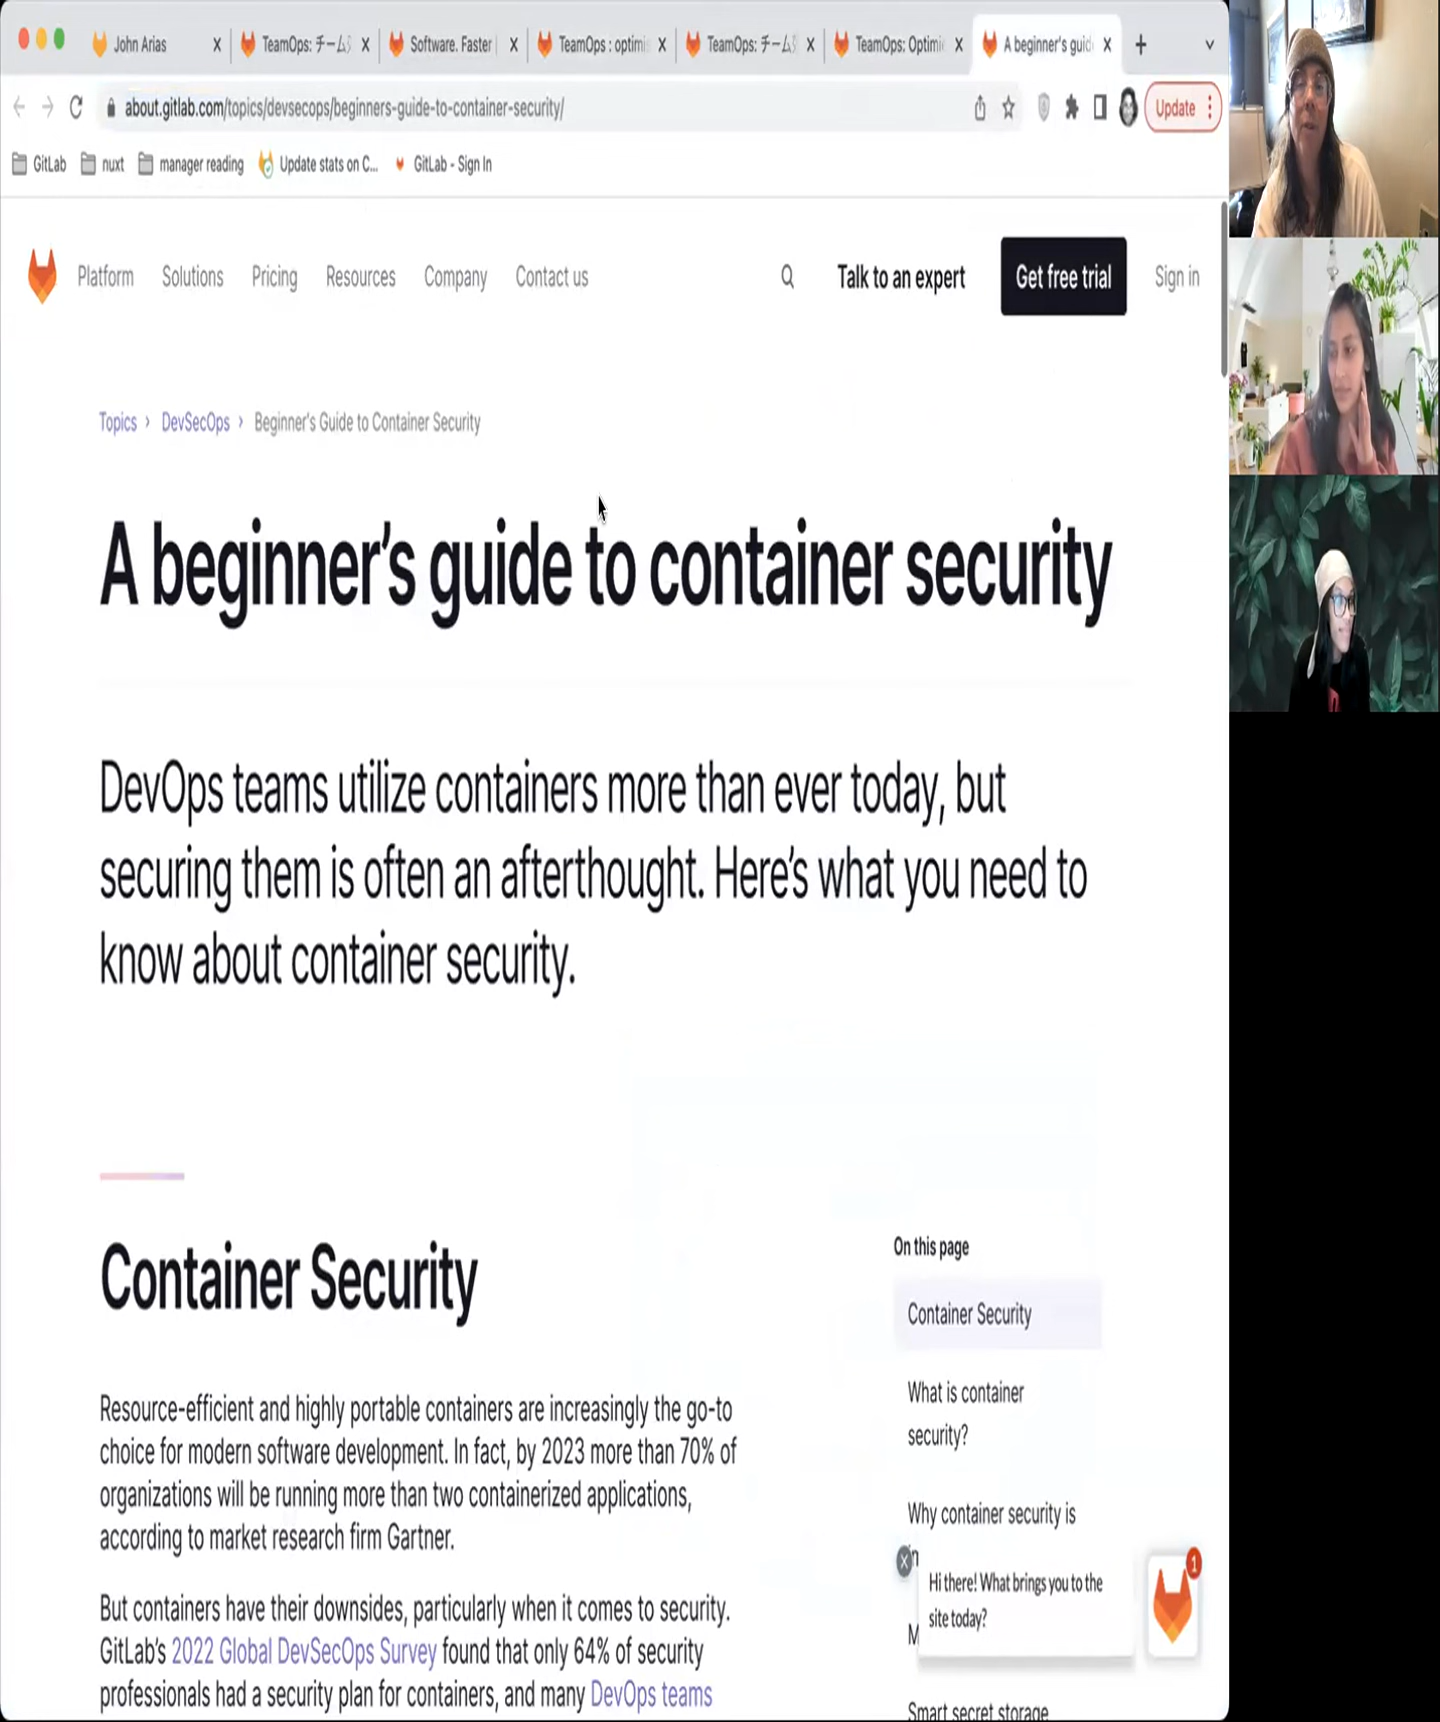 John Arias
TeamOps: チーム
Software. Faster
TeamOps : optimi
TeamOps: チーム
TeamOps: Optimi
A beginner's guid
about.gitlab.com/topics/devsecops/beginners-guide-to-container-security/
Update
GitLab
nuxt
manager reading
Update stats on C...
GitLab - Sign In
Platform
Solutions
Pricing
Resources
Company
Contact us
Talk to an expert
Get free trial
Sign in
Topics › DevSecOps › Beginner's Guide to Container Security
A beginner's guide to container security
DevOps teams utilize containers more than ever today, but
securing them is often an afterthought. Here's what you need to
know about container security.
Container Security
Resource-efficient and highly portable containers are increasingly the go-to
choice for modern software development. In fact, by 2023 more than 70% of
organizations will be running more than two containerized applications,
according to market research firm Gartner.
But containers have their downsides, particularly when it comes to security.
GitLab's 2022 Global DevSecOps Survey found that only 64% of security
professionals had a security plan for containers, and many DevOps teams
On this page
Container Security
What is container
security?
Why container security is
Hi there! What brings you to the
site today?
1
Smart secret storage